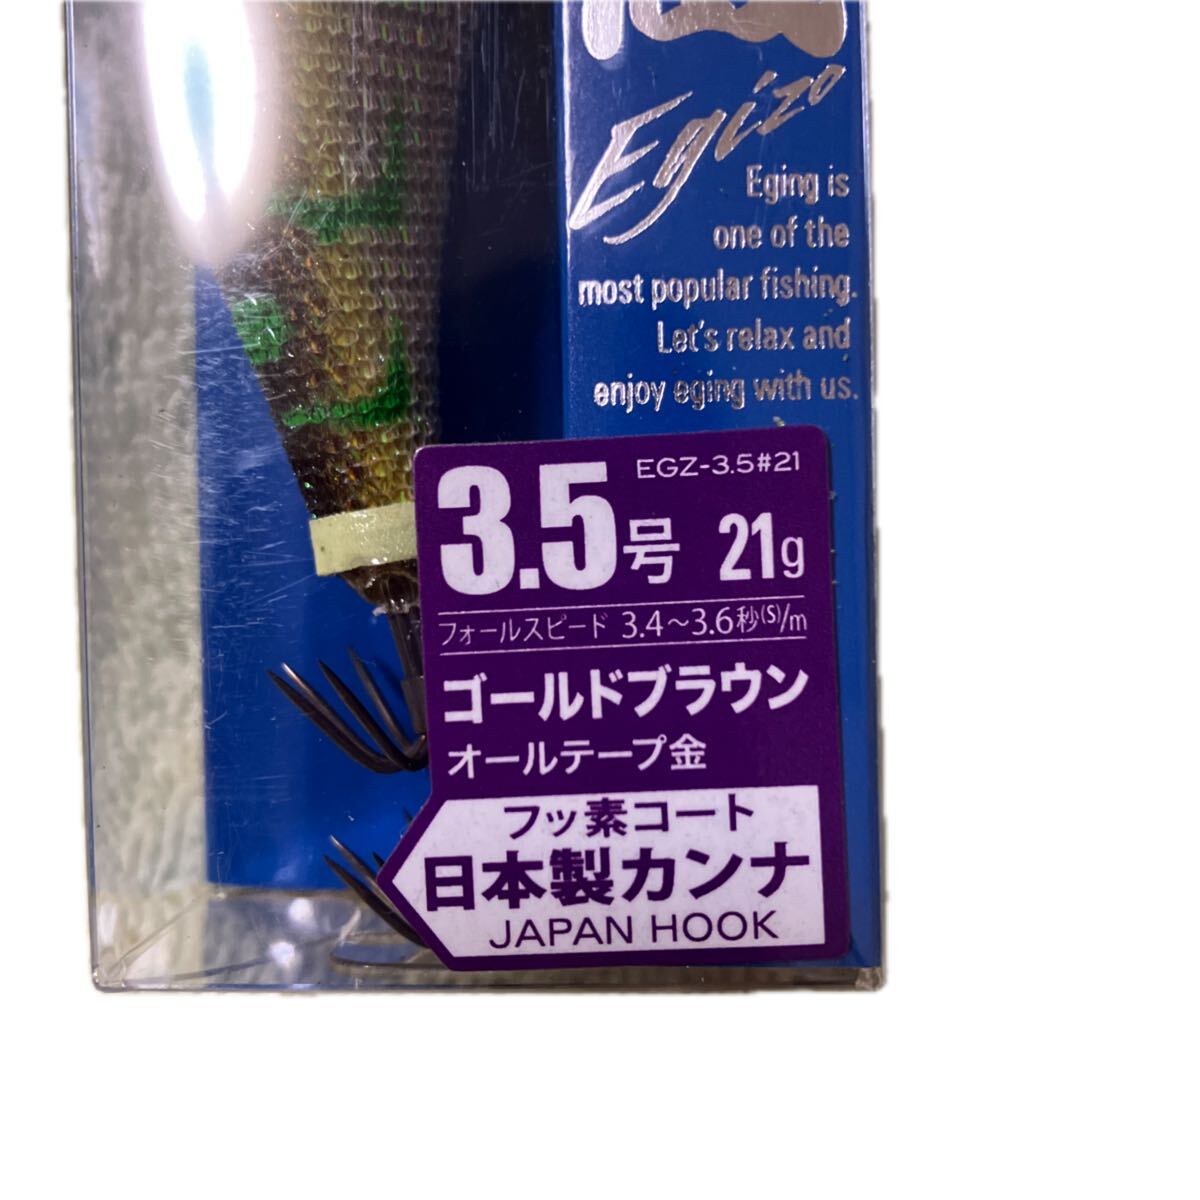 Egizo
Eging is
one of the
most popular fishing.
Let's relax and
enjoy eging with us.
EGZ-3.5#21
3.5号 21g
フォールスピード 3.4～3.6秒(S)/m
ゴールドブラウン
オールテープ金
フッ素コート
日本製カンナ
JAPAN HOOK